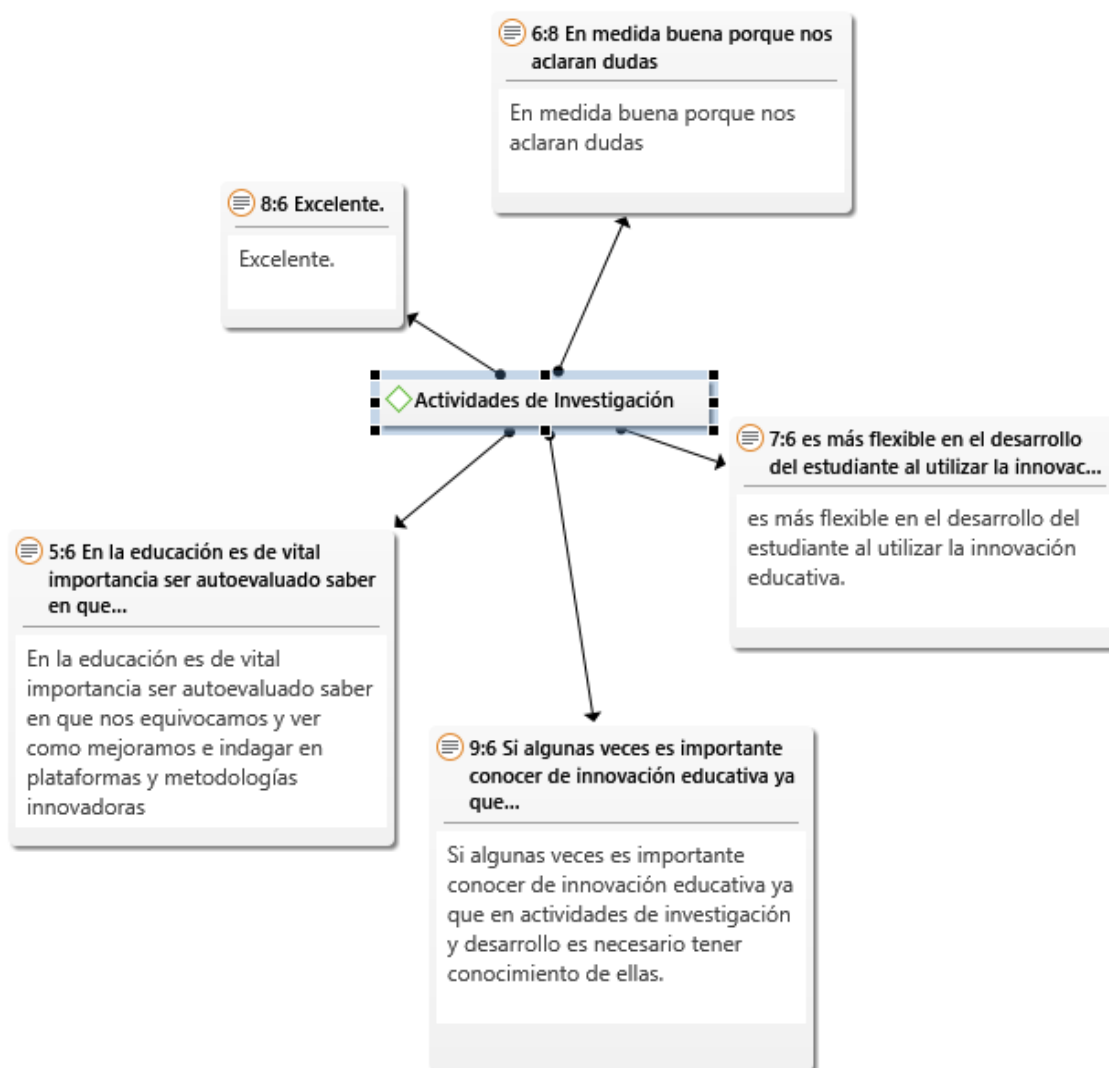 6:8 En medida buena porque nos
aclaran dudas
En medida buena porque nos
aclaran dudas
8:6 Excelente.
Excelente.
Actividades de Investigación
7:6 es más flexible en el desarrollo
del estudiante al utilizar la innovac...
es más flexible en el desarrollo del
estudiante al utilizar la innovación
educativa.
5:6 En la educación es de vital
importancia ser autoevaluado saber
en que...
En la educación es de vital
importancia ser autoevaluado saber
en que nos equivocamos y ver
como mejoramos e indagar en
plataformas y metodologías
innovadoras
9:6 Si algunas veces es importante
conocer de innovación educativa ya
que...
Si algunas veces es importante
conocer de innovación educativa ya
que en actividades de investigación
y desarrollo es necesario tener
conocimiento de ellas.